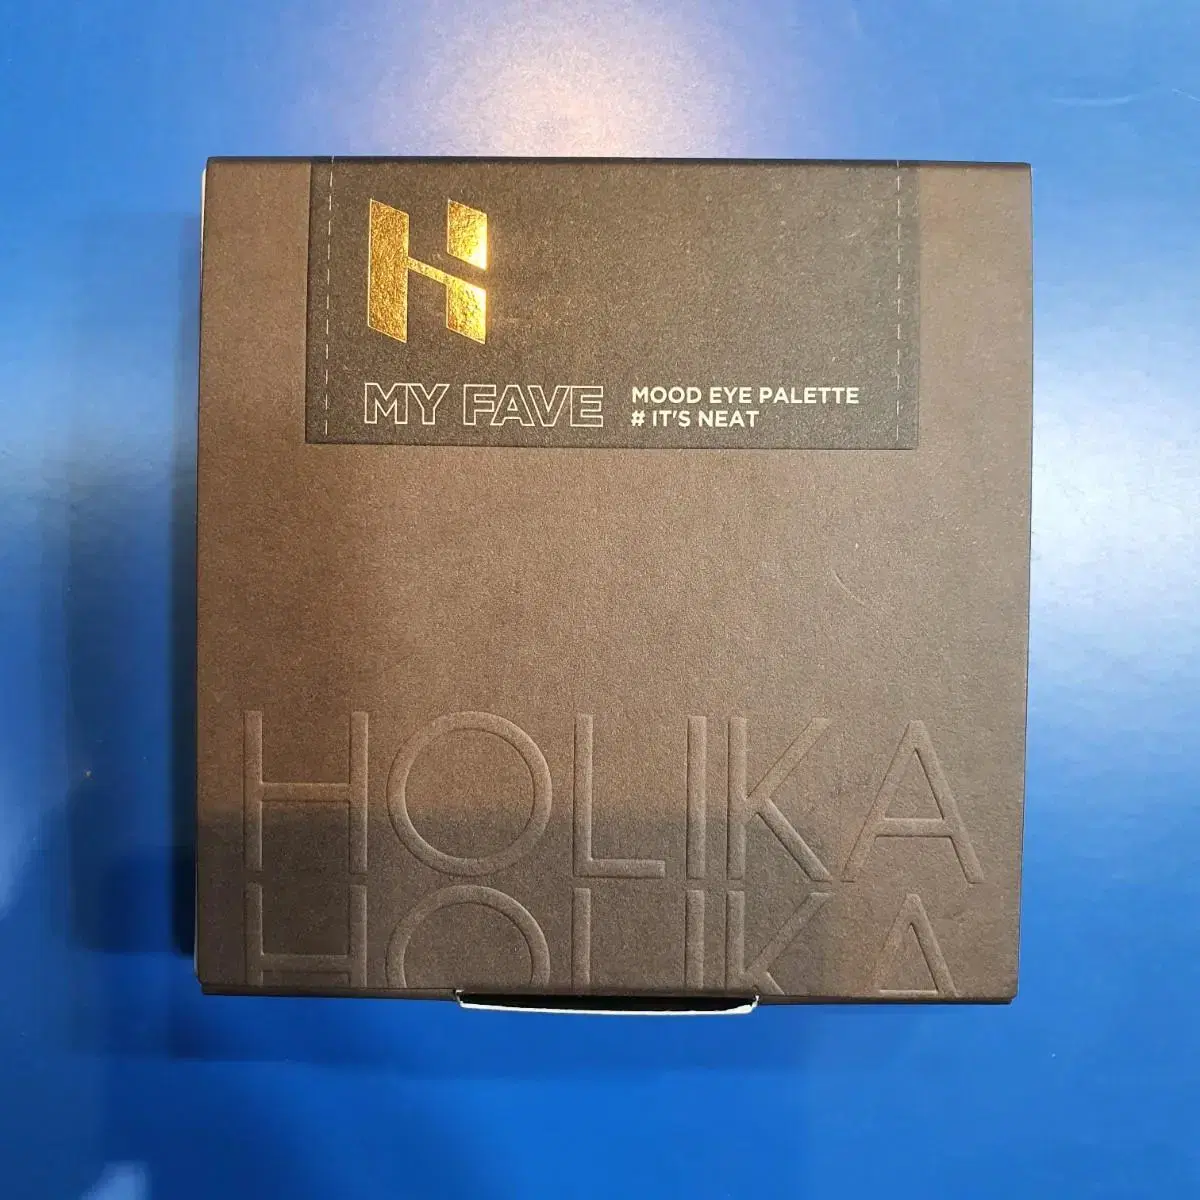 H
MY FAVE
MOOD EYE PALETTE
# IT'S NEAT
HOLIKA
HOLIKA